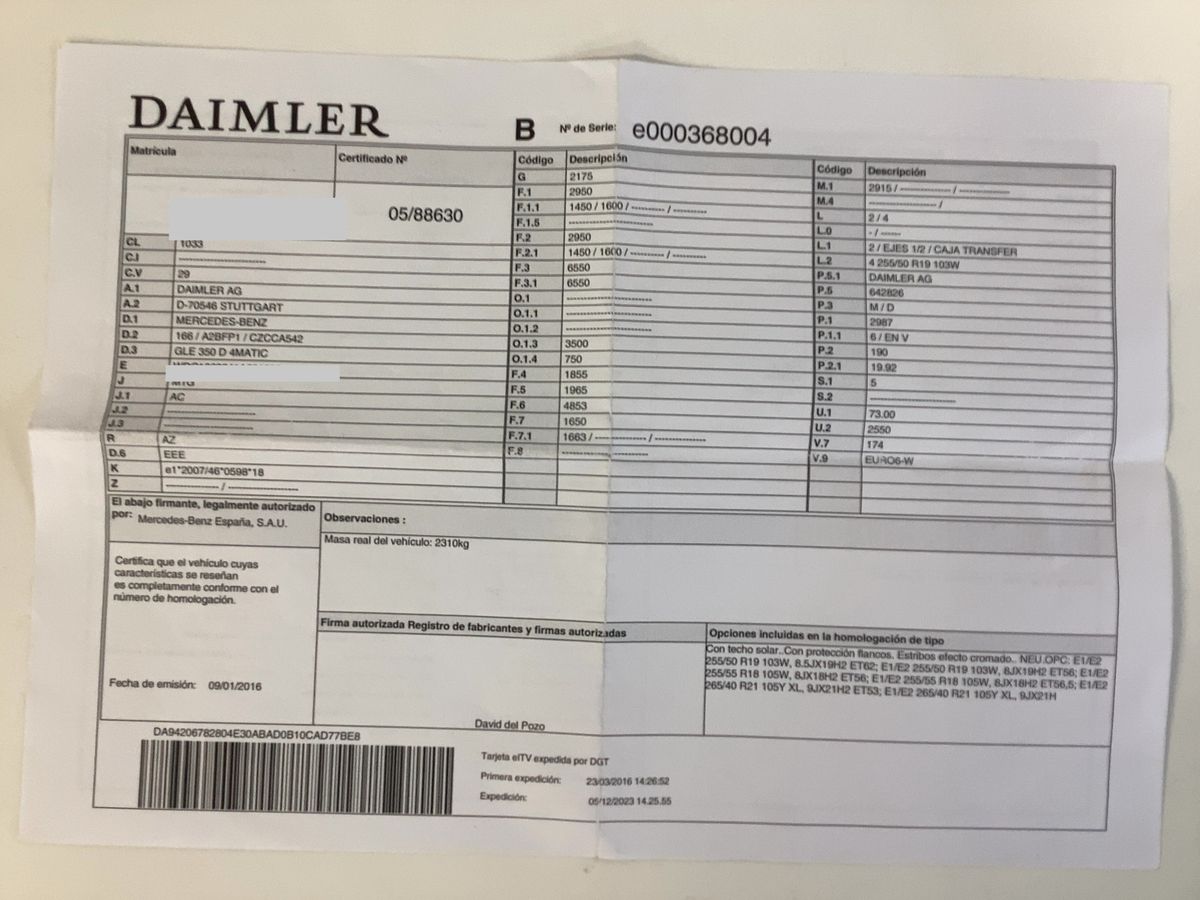 DAIMLER
B Nº de Serie: e000368004
Matrícula
Certificado Nº
05/88630
CL 1033
C.I --------------------
C.V 29
A.1 DAIMLER AG
A.2 D-70546 STUTTGART
D.1 MERCEDES-BENZ
D.2 166 / A2BFP1 / CZCCA542
D.3 GLE 350 D 4MATIC
E
J M1G
J.1 AC
J.2 --------------------
J.3 --------------------
R AZ
D.6 EEE
K e1*2007/46*0598*18
Z ------------ / ----------------
Código Descripción
G 2175
F.1 2950
F.1.1 1450 / 1600 / --------- / ---------
F.1.5 --------------------
F.2 2950
F.2.1 1450 / 1600 / --------- / ---------
F.3 6550
F.3.1 6550
O.1 --------------------
O.1.1 --------------------
O.1.2 --------------------
O.1.3 3500
O.1.4 750
F.4 1855
F.5 1965
F.6 4853
F.7 1650
F.7.1 1663 / ------------ / ------------
F.8 --------------------
Código Descripción
M.1 2915 / ------------ / ------------
M.4 ----------------/
L 2 / 4
L.0 - / -----
L.1 2 / EJES 1/2 / CAJA TRANSFER
L.2 4 255/50 R19 103W
P.5.1 DAIMLER AG
P.5 642826
P.3 M / D
P.1 2987
P.1.1 6 / EN V
P.2 190
P.2.1 19.92
S.1 5
S.2 --------------------
U.1 73.00
U.2 2550
V.7 174
V.9 EURO6-W
El abajo firmante, legalmente autorizado
por: Mercedes-Benz España, S.A.U.
Certifica que el vehículo cuyas
características se reseñan
es completamente conforme con el
número de homologación.
Fecha de emisión: 09/01/2016
Observaciones :
Masa real del vehículo: 2310kg
Firma autorizada Registro de fabricantes y firmas autorizadas
David del Pozo
Opciones incluidas en la homologación de tipo
Con techo solar..Con protección flancos. Estribos efecto cromado.. NEU.OPC: E1/E2
255/50 R19 103W, 8.5JX19H2 ET62; E1/E2 255/50 R19 103W, 8JX19H2 ET56; E1/E2
255/55 R18 105W, 8JX18H2 ET56; E1/E2 255/55 R18 105W, 8JX18H2 ET56,5; E1/E2
265/40 R21 105Y XL, 9JX21H2 ET53; E1/E2 265/40 R21 105Y XL, 9JX21H
DA94206782804E30ABAD0B10CAD77BE8
Tarjeta eITV expedida por DGT
Primera expedición: 23/03/2016 14:26:52
Expedición: 05/12/2023 14.25.55